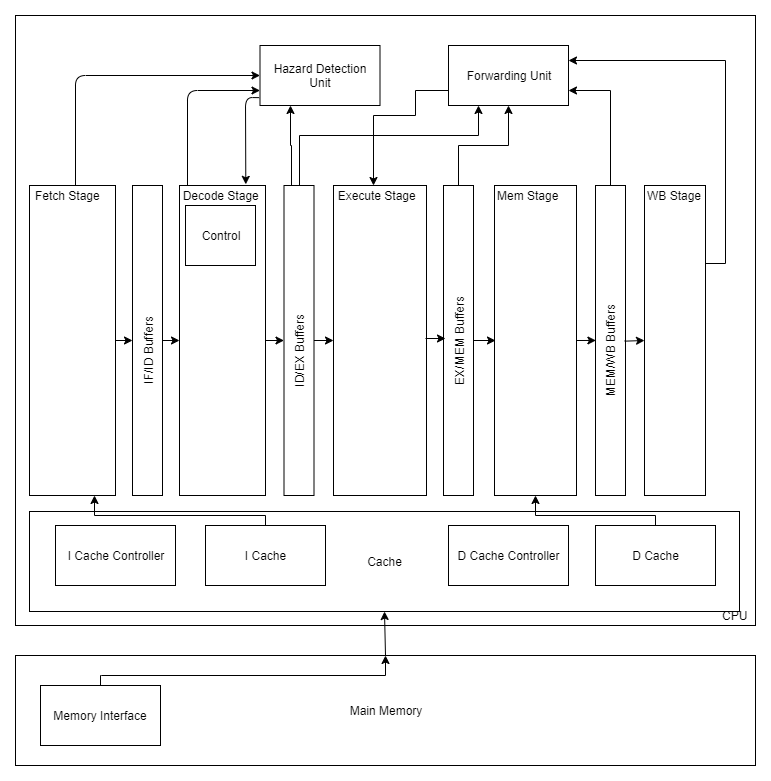 Hazard Detection
Unit
Forwarding Unit
Fetch Stage
Decode Stage
Execute Stage
Mem Stage
WB Stage
Control
IF/ID Buffers
ID/EX Buffers
EX/MEM Buffers
MEM/WB Buffers
I Cache Controller
I Cache
Cache
D Cache Controller
D Cache
CPU
Memory Interface
Main Memory